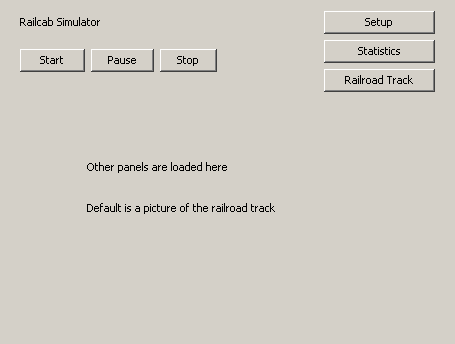 Railcab Simulator
Setup
Statistics
Start Pause Stop
Railroad Track
Other panels are loaded here
Default is a picture of the railroad track